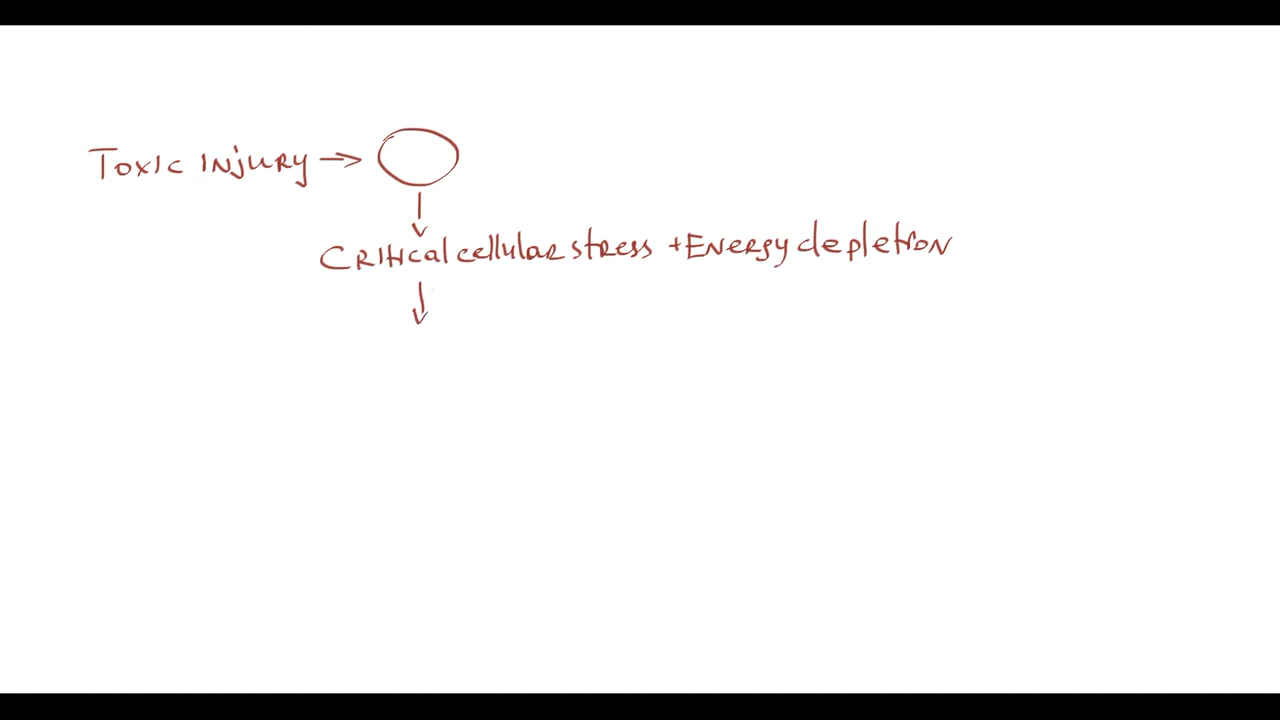 Toxic injury →
Critical cellular stress + Energy depletion